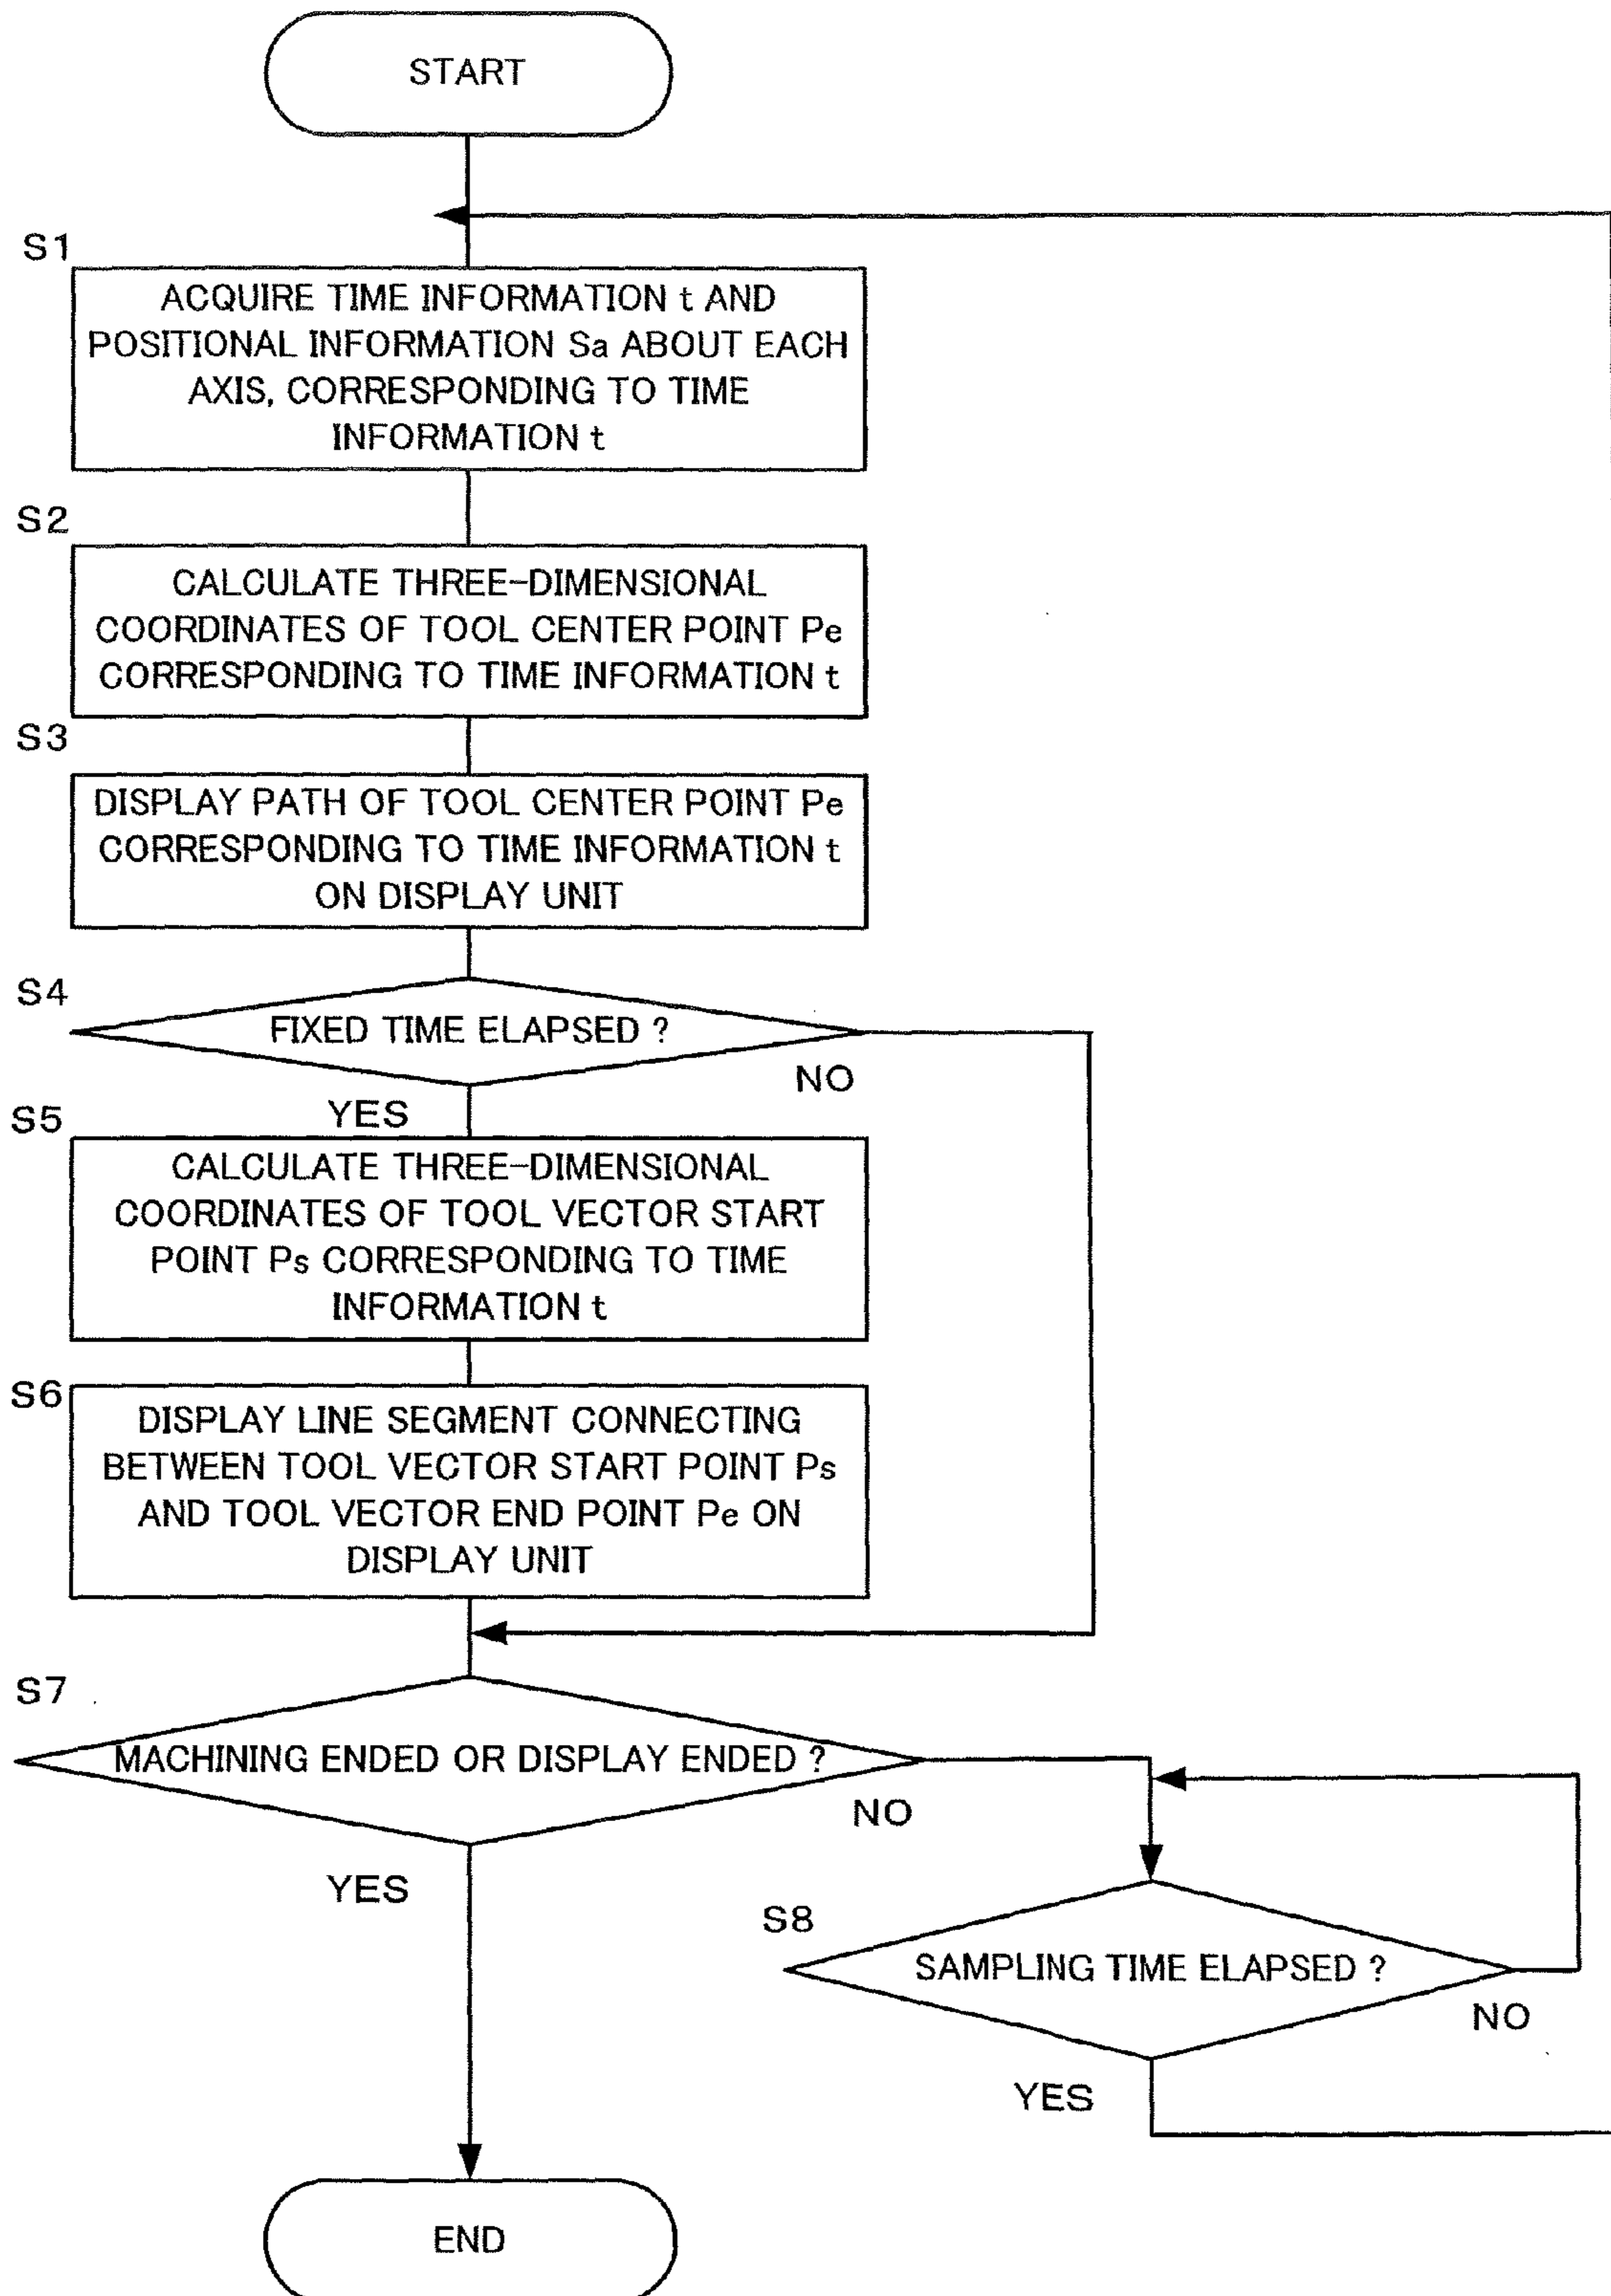 START
S1
ACQUIRE TIME INFORMATION t AND
POSITIONAL INFORMATION Sa ABOUT EACH
AXIS, CORRESPONDING TO TIME
INFORMATION t
S2
CALCULATE THREE-DIMENSIONAL
COORDINATES OF TOOL CENTER POINT Pe
CORRESPONDING TO TIME INFORMATION t
S3
DISPLAY PATH OF TOOL CENTER POINT Pe
CORRESPONDING TO TIME INFORMATION t
ON DISPLAY UNIT
S4
FIXED TIME ELAPSED ?
NO
YES
S5
CALCULATE THREE-DIMENSIONAL
COORDINATES OF TOOL VECTOR START
POINT Ps CORRESPONDING TO TIME
INFORMATION t
S6
DISPLAY LINE SEGMENT CONNECTING
BETWEEN TOOL VECTOR START POINT Ps
AND TOOL VECTOR END POINT Pe ON
DISPLAY UNIT
S7
MACHINING ENDED OR DISPLAY ENDED ?
NO
YES
S8
SAMPLING TIME ELAPSED ?
NO
YES
END